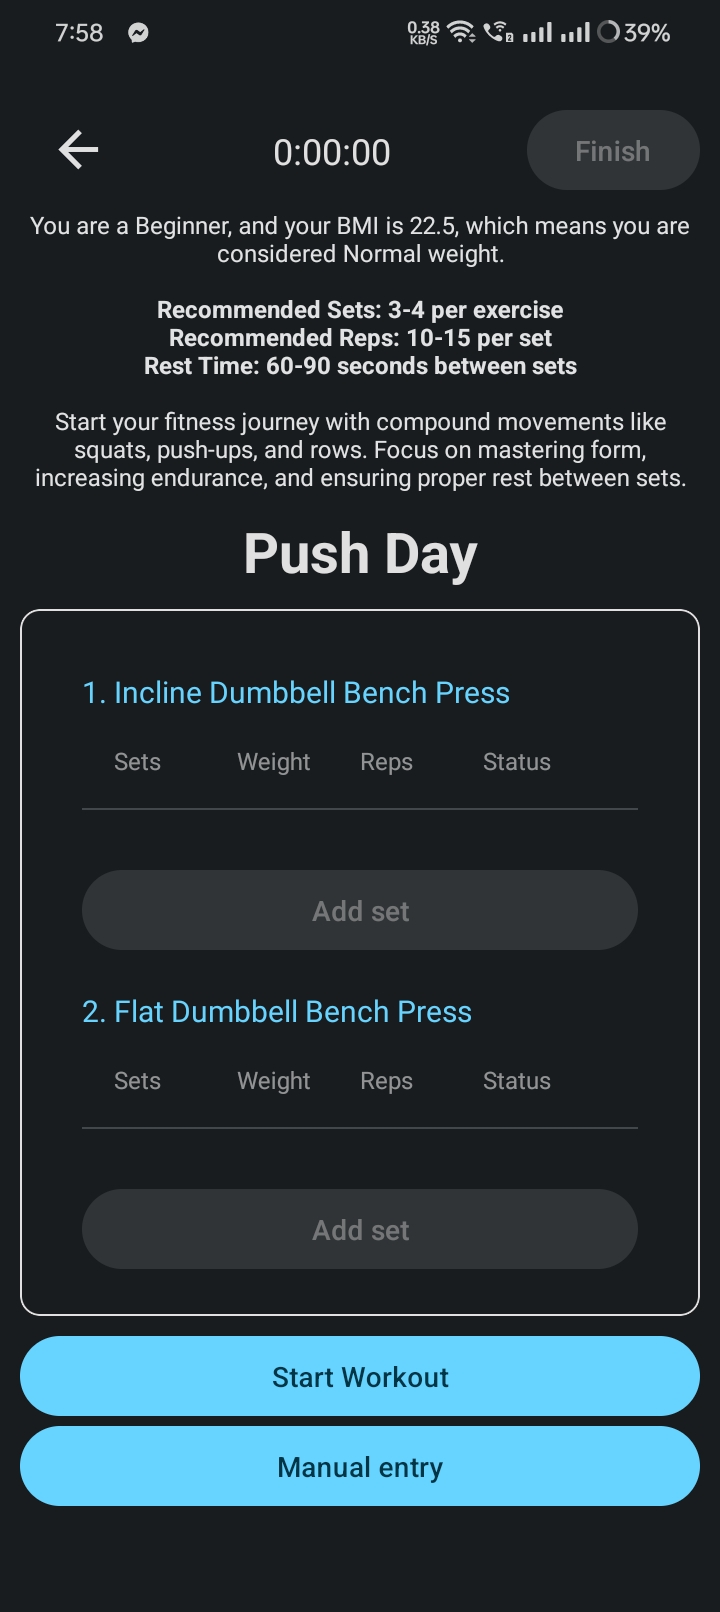 7:58
0.38 KB/S
2
39%
0:00:00
Finish
You are a Beginner, and your BMI is 22.5, which means you are
considered Normal weight.
Recommended Sets: 3-4 per exercise
Recommended Reps: 10-15 per set
Rest Time: 60-90 seconds between sets
Start your fitness journey with compound movements like
squats, push-ups, and rows. Focus on mastering form,
increasing endurance, and ensuring proper rest between sets.
Push Day
1. Incline Dumbbell Bench Press
Sets Weight Reps Status
Add set
2. Flat Dumbbell Bench Press
Sets Weight Reps Status
Add set
Start Workout
Manual entry